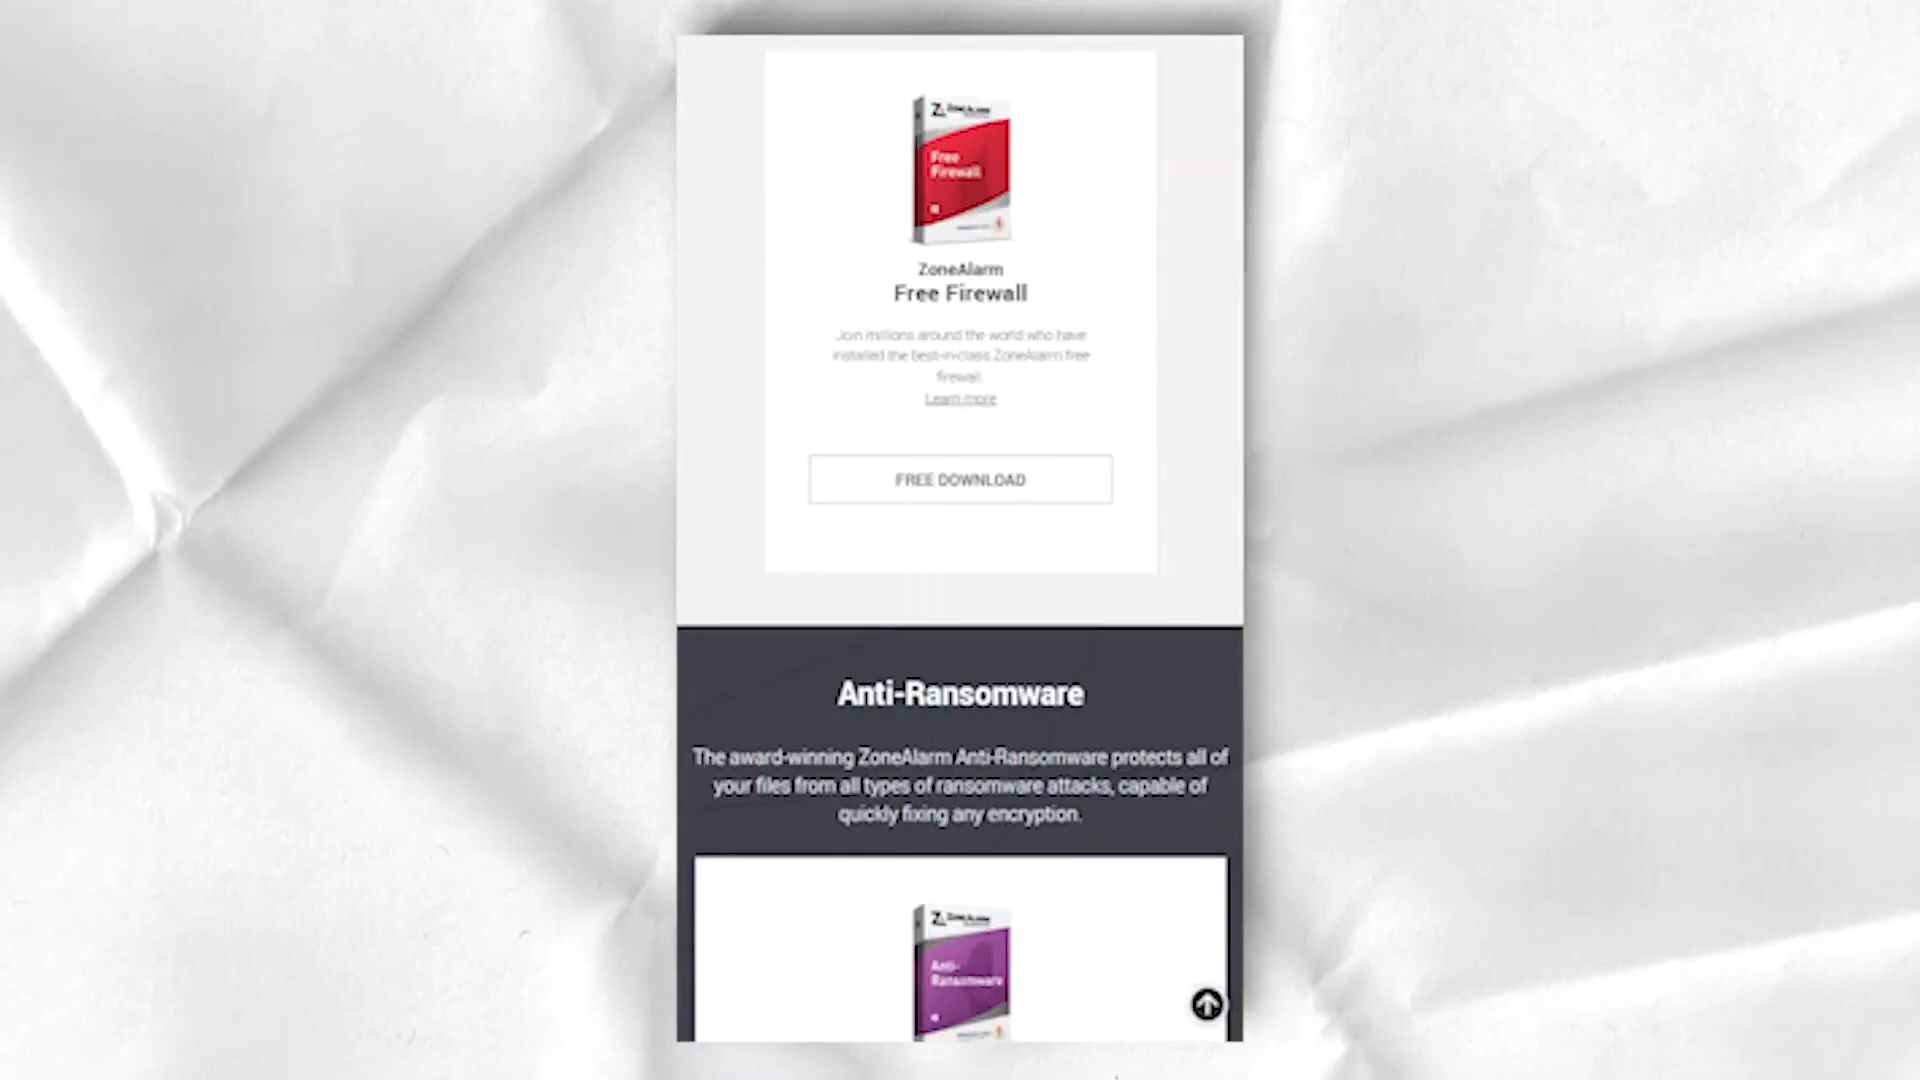 ZoneAlarm
Free
Firewall
ZoneAlarm
Free Firewall
Join millions around the world who have
installed the best-in-class ZoneAlarm free
firewall.
Learn more
FREE DOWNLOAD
Anti-Ransomware
The award-winning ZoneAlarm Anti-Ransomware protects all of
your files from all types of ransomware attacks, capable of
quickly fixing any encryption.
ZoneAlarm
Anti-
Ransomware